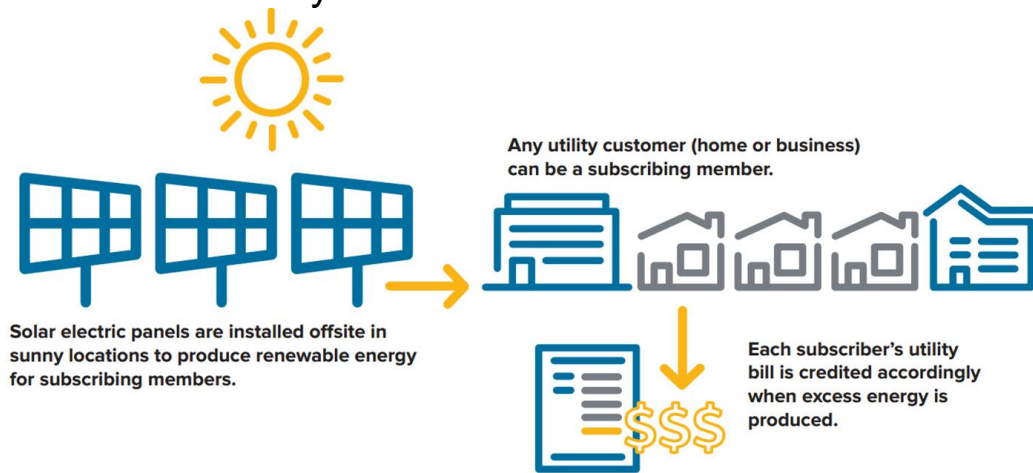 Any utility customer (home or business)
can be a subscribing member.
Solar electric panels are installed offsite in
sunny locations to produce renewable energy
for subscribing members.
Each subscriber's utility
bill is credited accordingly
when excess energy is
produced.
$$$